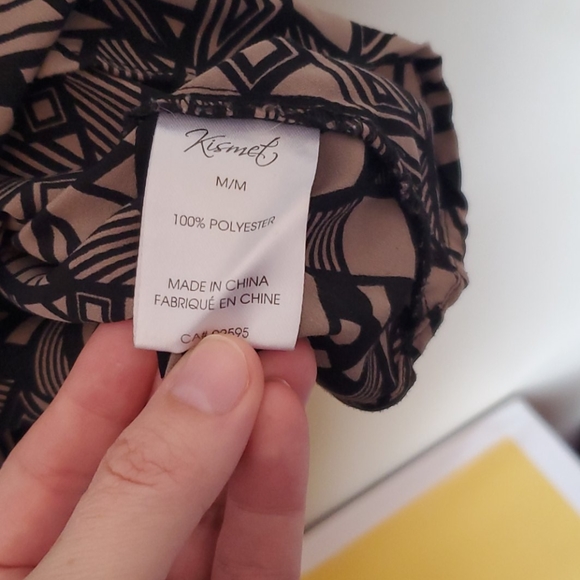 Kismet
M/M
100% POLYESTER
MADE IN CHINA
FABRIQUÉ EN CHINE